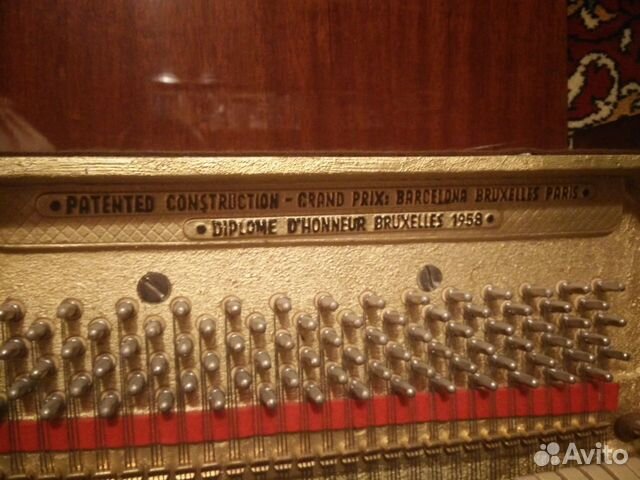 • PATENTED CONSTRUCTION - GRAND PRIX: BARCELONA BRUXELLES PARIS •
• DIPLOME D'HONNEUR BRUXELLES 1958 •
Avito